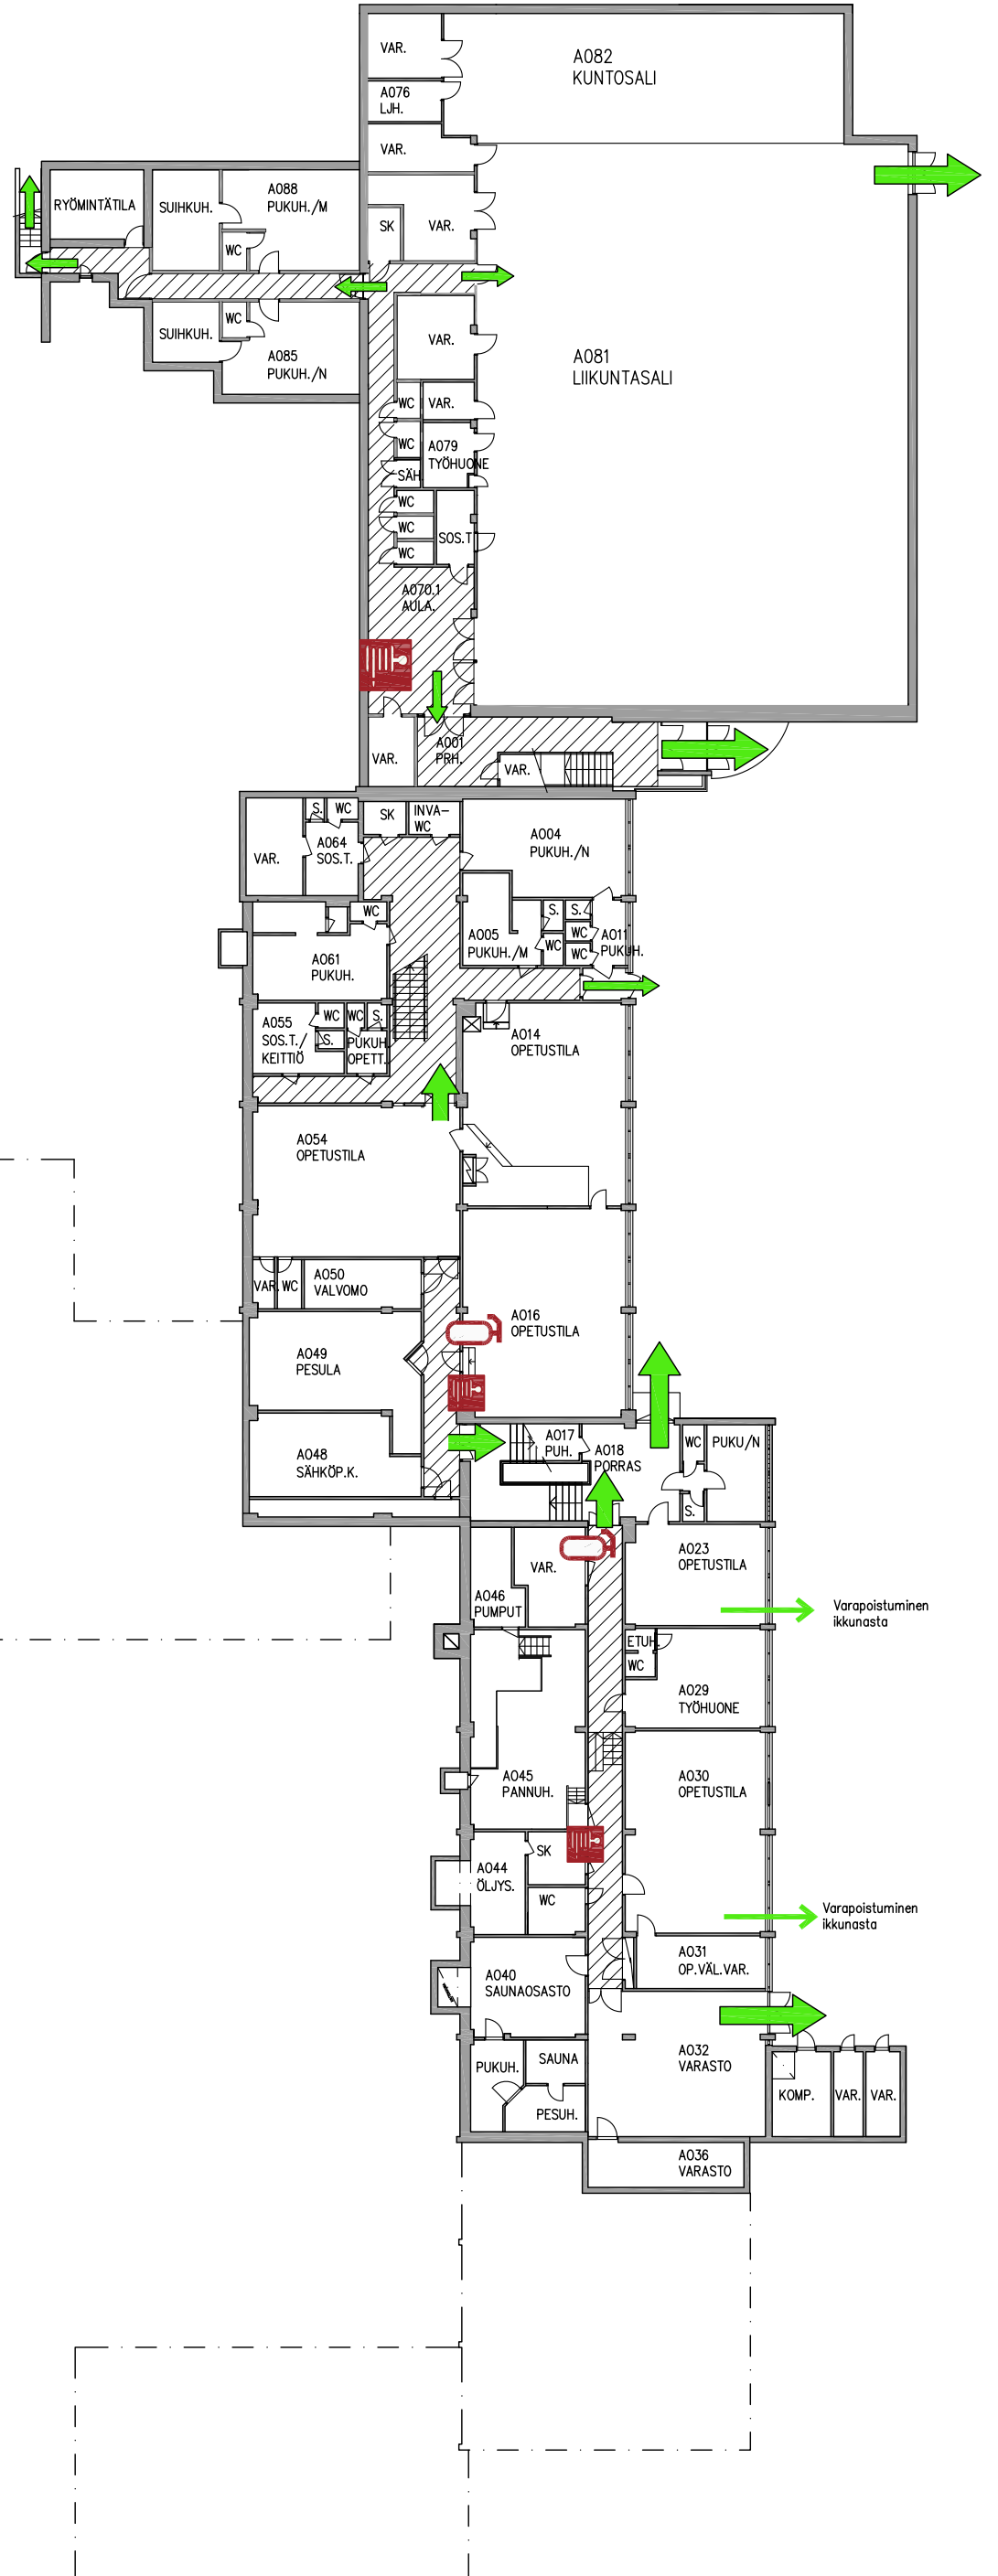 VAR.
A082
KUNTOSALI
A076
LJH.
VAR.
RYÖMINTÄTILA
SUIHKUH.
A088
PUKUH./M
WC
SK
VAR.
SUIHKUH.
WC
A085
PUKUH./N
VAR.
A081
LIIKUNTASALI
WC
VAR.
WC
A079
TYÖHUONE
SÄH.
WC
WC
SOS.T
WC
A070.1
AULA.
A001
PRH.
VAR.
VAR.
S.
WC
SK
INVA-
WC
A064
SOS.T.
VAR.
A004
PUKUH./N
WC
S.
S.
A005
PUKUH./M
WC
WC
WC
A011
PUKUH.
A061
PUKUH.
A055
SOS.T./
KEITTIÖ
WC
WC
S.
S.
PUKUH.
OPETT.
A014
OPETUSTILA
A054
OPETUSTILA
VAR.
WC
A050
VALVOMO
A016
OPETUSTILA
A049
PESULA
A048
SÄHKÖP.K.
A017
PUH.
A018
PORRAS
WC
PUKU/N
S.
A023
OPETUSTILA
VAR.
A046
PUMPUT
Varapoistuminen
ikkunasta
ETUH.
WC
A029
TYÖHUONE
A045
PANNUH.
A030
OPETUSTILA
A044
ÖLJYS.
SK
WC
Varapoistuminen
ikkunasta
A031
OP.VÄL.VAR.
A040
SAUNAOSASTO
A032
VARASTO
PUKUH.
SAUNA
PESUH.
KOMP.
VAR.
VAR.
A036
VARASTO